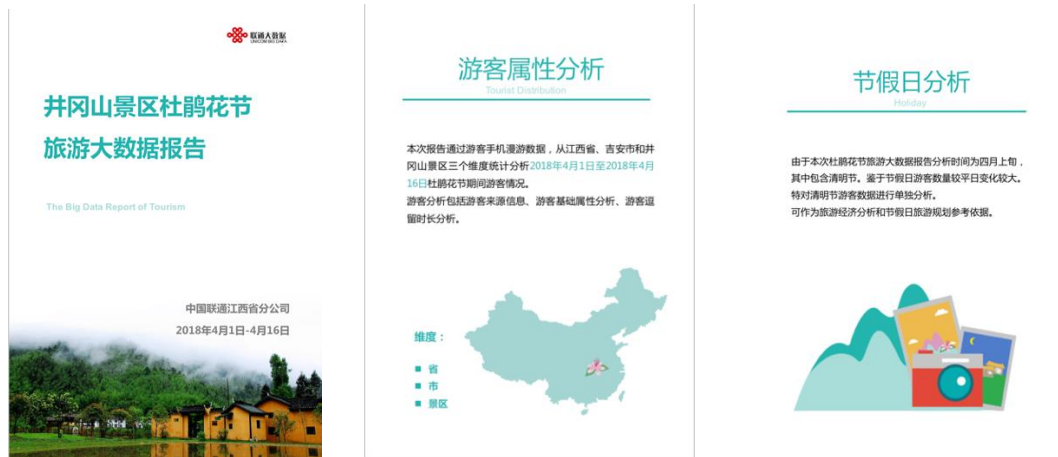 联通大数据
UNICOM BIG DATA
井冈山景区杜鹃花节
旅游大数据报告
The Big Data Report of Tourism
中国联通江西省分公司
2018年4月1日-4月16日
游客属性分析
Tourist Distribution
本次报告通过游客手机漫游数据，从江西省、吉安市和井
冈山景区三个维度统计分析2018年4月1日至2018年4月
16日杜鹃花节期间游客情况。
游客分析包括游客来源信息、游客基础属性分析、游客逗
留时长分析。
维度：
■ 省
■ 市
■ 景区
节假日分析
Holiday
由于本次杜鹃花节旅游大数据报告分析时间为四月上旬，
其中包含清明节。鉴于节假日游客数量较平日变化较大。
特对清明节游客数据进行单独分析。
可作为旅游经济分析和节假日旅游规划参考依据。